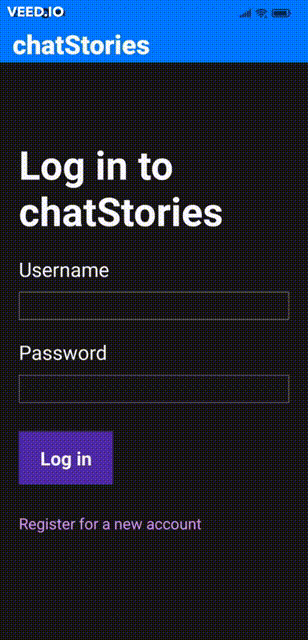 VEED.IO
chatStories
Log in to
chatStories
Username
Password
Log in
Register for a new account